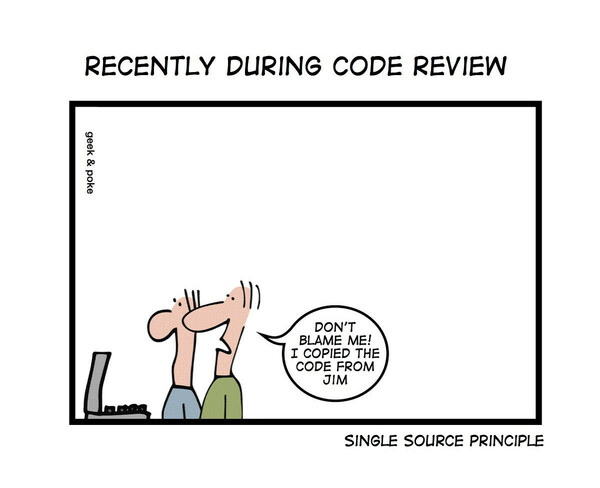 RECENTLY DURING CODE REVIEW
geek & poke
DON'T
BLAME ME!
I COPIED THE
CODE FROM
JIM
SINGLE SOURCE PRINCIPLE